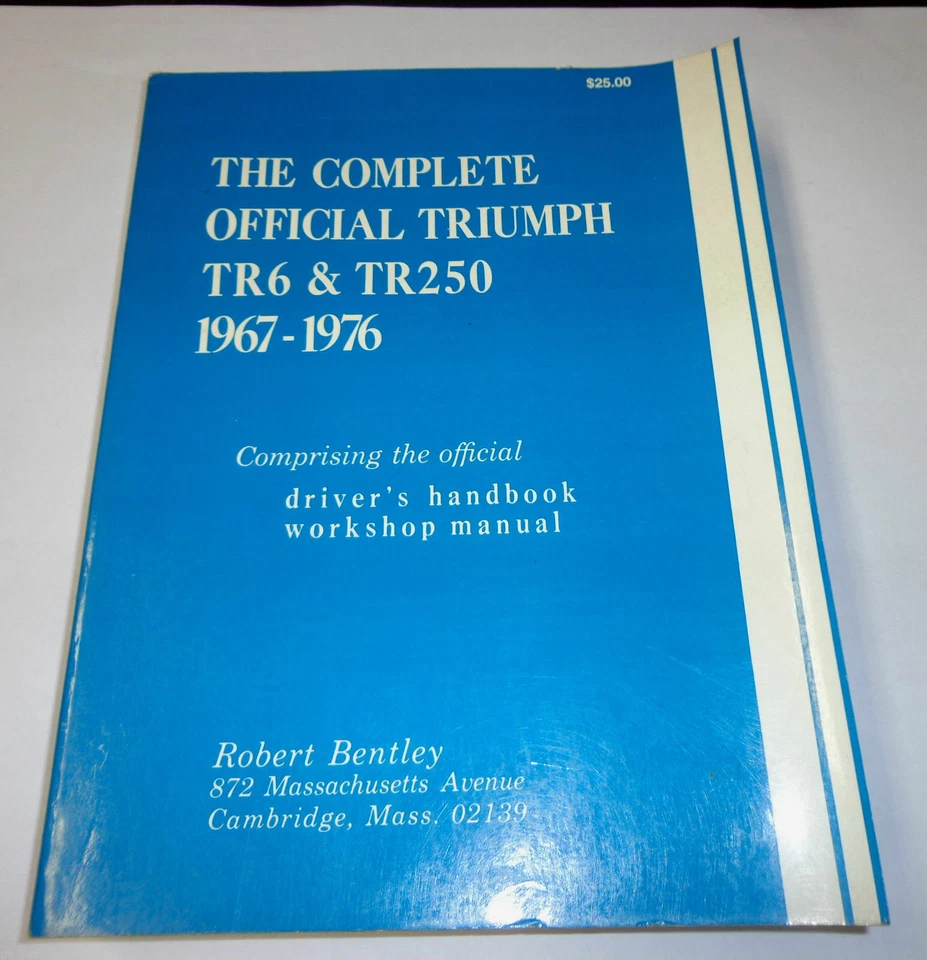 $25.00
THE COMPLETE
OFFICIAL TRIUMPH
TR6 & TR250
1967-1976
Comprising the official
driver's handbook
workshop manual
Robert Bentley
872 Massachusetts Avenue
Cambridge, Mass. 02139